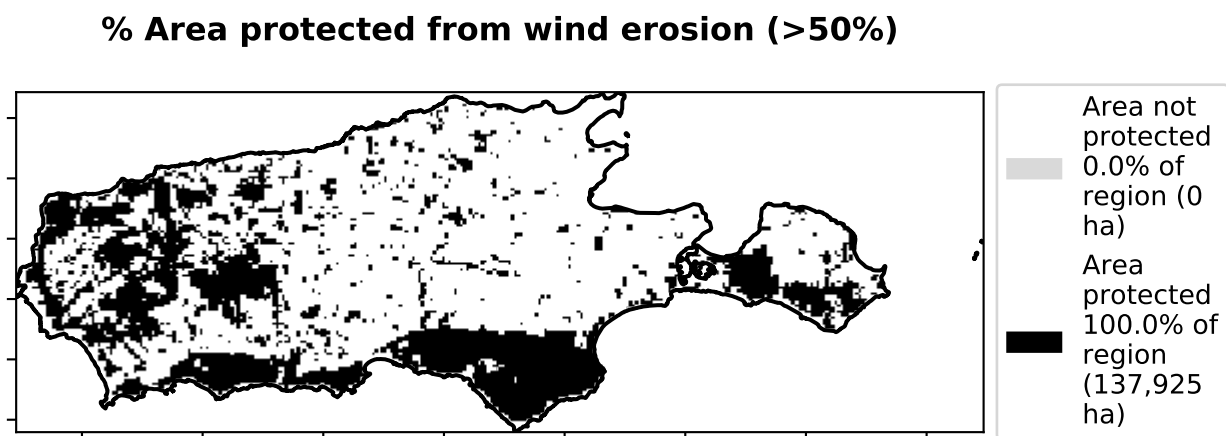 % Area protected from wind erosion (>50%)
Area not
protected
0.0% of
region (0
ha)
Area
protected
100.0% of
region
(137,925
ha)